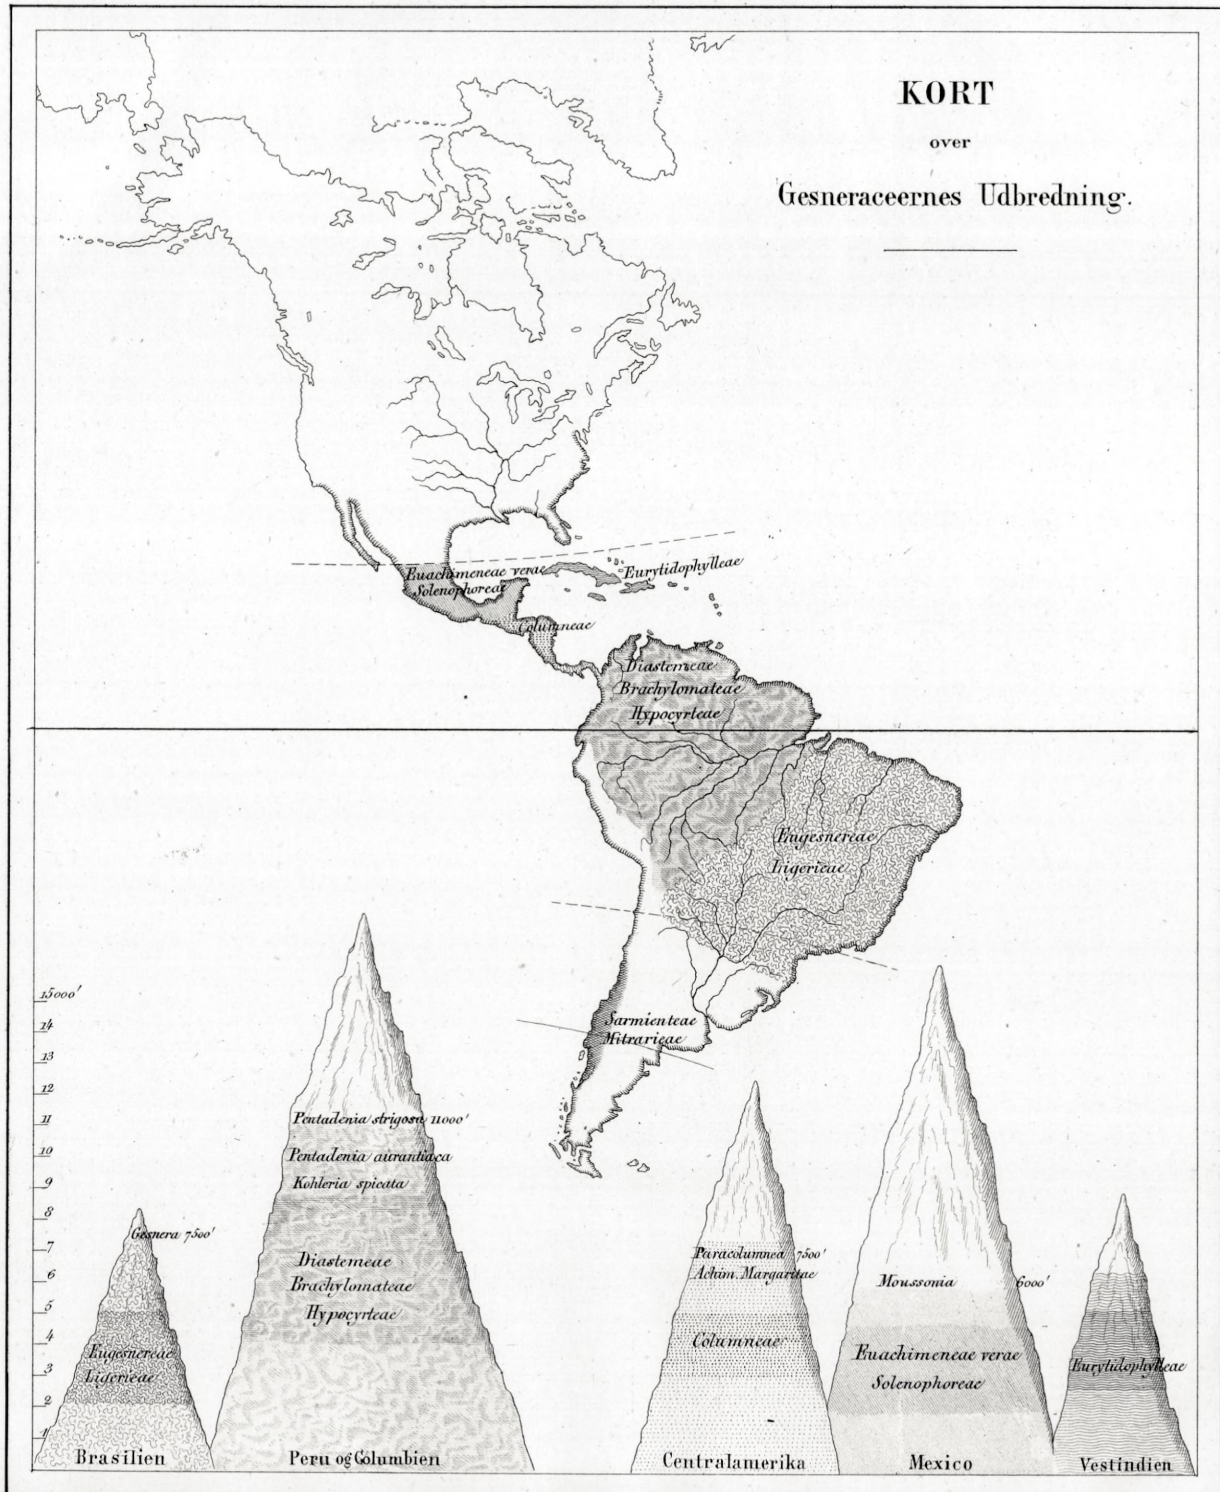 KORT
over
Gesneraceernes Udbredning.
Euachimeneae verae
Solenophoreae
Eurytidophylleae
Columneae
Diastemeae
Brachylomateae
Hypocyrteae
Eugesnereae
Ligerieae
Sarmienteae
Mitrarieae
15000'
14
13
12
11
10
9
8
7
6
5
4
3
2
1
Gesnera 7500'
Eugesnereae
Ligerieae
Brasilien
Pentadenia strigosa 11000'
Pentadenia aurantiaca
Kohleria spicata
Diastemeae
Brachylomateae
Hypocyrteae
Peru og Columbien
Paracolumnea 7500'
Achim. Margaritae
Columneae
Centralamerika
Moussonia 6000'
Euachimeneae verae
Solenophoreae
Mexico
Eurytidophylleae
Vestindien